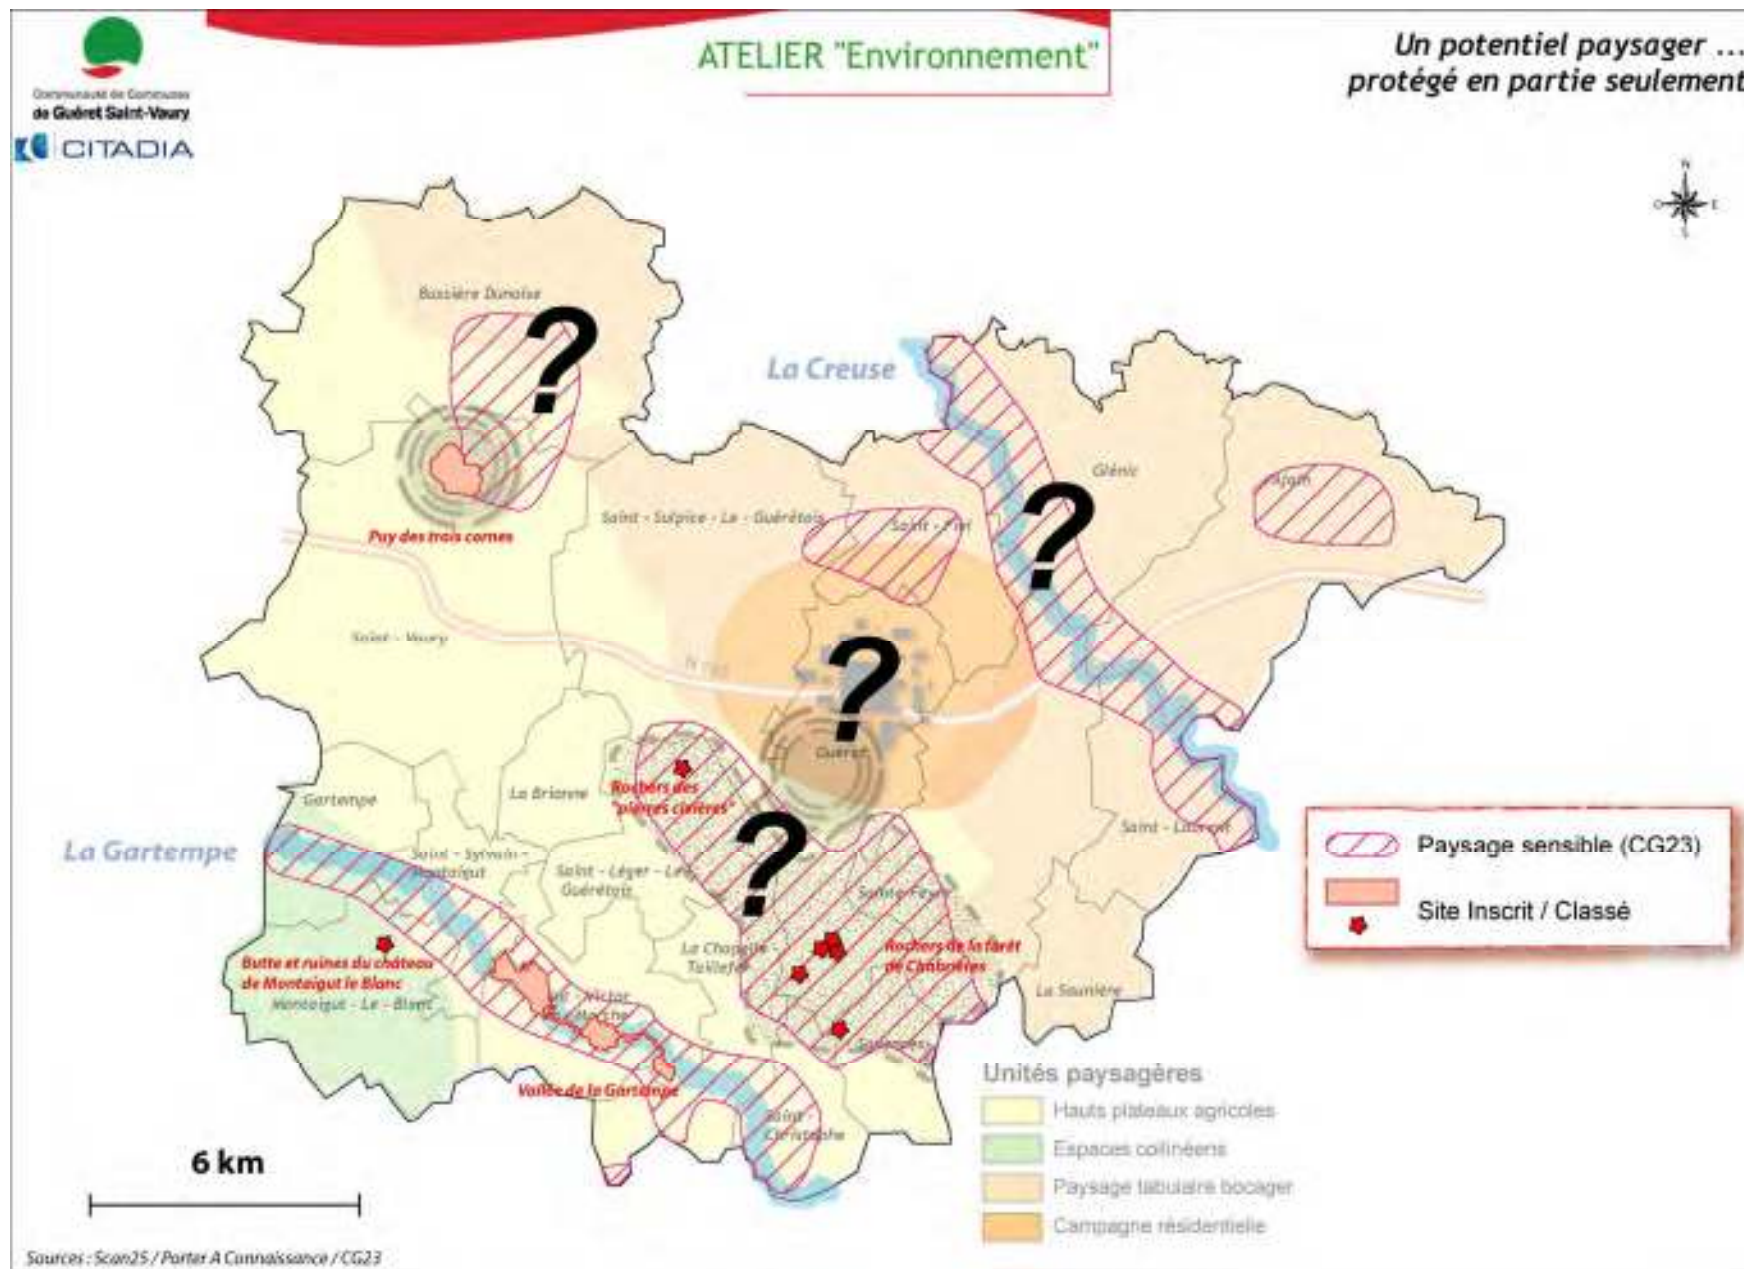 Communauté de Communes
de Guéret Saint-Vaury
CITADIA
ATELIER "Environnement"
Un potentiel paysager ...
protégé en partie seulement
N
O
E
S
Bussière Dunoise
La Creuse
Glénic
Ajain
Saint - Sulpice - Le - Guérétois
Saint - Fiel
Puy des trois cornes
Saint - Vaury
Guéret
Gartempe
La Brionne
Rochers des
"pierres civières"
La Gartempe
Saint - Sylvain -
Montaigut
Saint - Léger - Le -
Guérétois
Saint - Laurent
Sainte-Feyre
La Chapelle -
Taillefer
Rochers de la forêt
de Chabrières
Butte et ruines du château
de Montaigut le Blanc
Montaigut - Le - Blanc
La Saunière
Vallée de la Gartempe
Saint -
Christophe
?
?
?
?
Paysage sensible (CG23)
Site Inscrit / Classé
Unités paysagères
Hauts plateaux agricoles
Espaces collinéens
Paysage tabulaire bocager
Campagne résidentielle
6 km
Sources : Scan25 / Porter A Connaissance / CG23